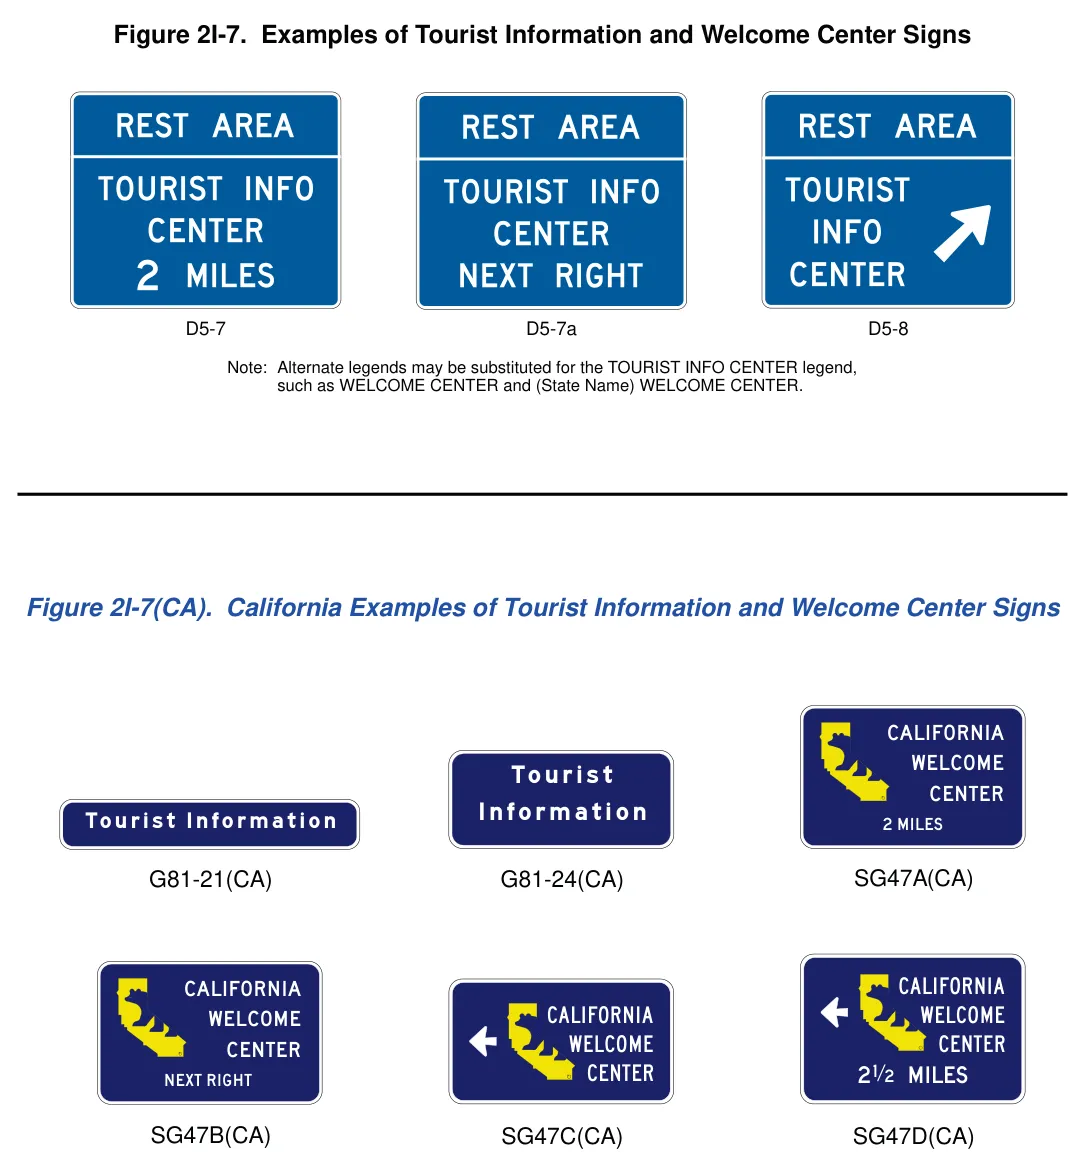 Figure 2I-7.  Examples of Tourist Information and Welcome Center Signs
REST AREA
TOURIST INFO
CENTER
2 MILES
D5-7
REST AREA
TOURIST INFO
CENTER
NEXT RIGHT
D5-7a
REST AREA
TOURIST
INFO
CENTER
D5-8
Note:  Alternate legends may be substituted for the TOURIST INFO CENTER legend,
such as WELCOME CENTER and (State Name) WELCOME CENTER.
Figure 2I-7(CA).  California Examples of Tourist Information and Welcome Center Signs
Tourist Information
G81-21(CA)
Tourist
Information
G81-24(CA)
CALIFORNIA
WELCOME
CENTER
2 MILES
SG47A(CA)
CALIFORNIA
WELCOME
CENTER
NEXT RIGHT
SG47B(CA)
CALIFORNIA
WELCOME
CENTER
SG47C(CA)
CALIFORNIA
WELCOME
CENTER
2½ MILES
SG47D(CA)